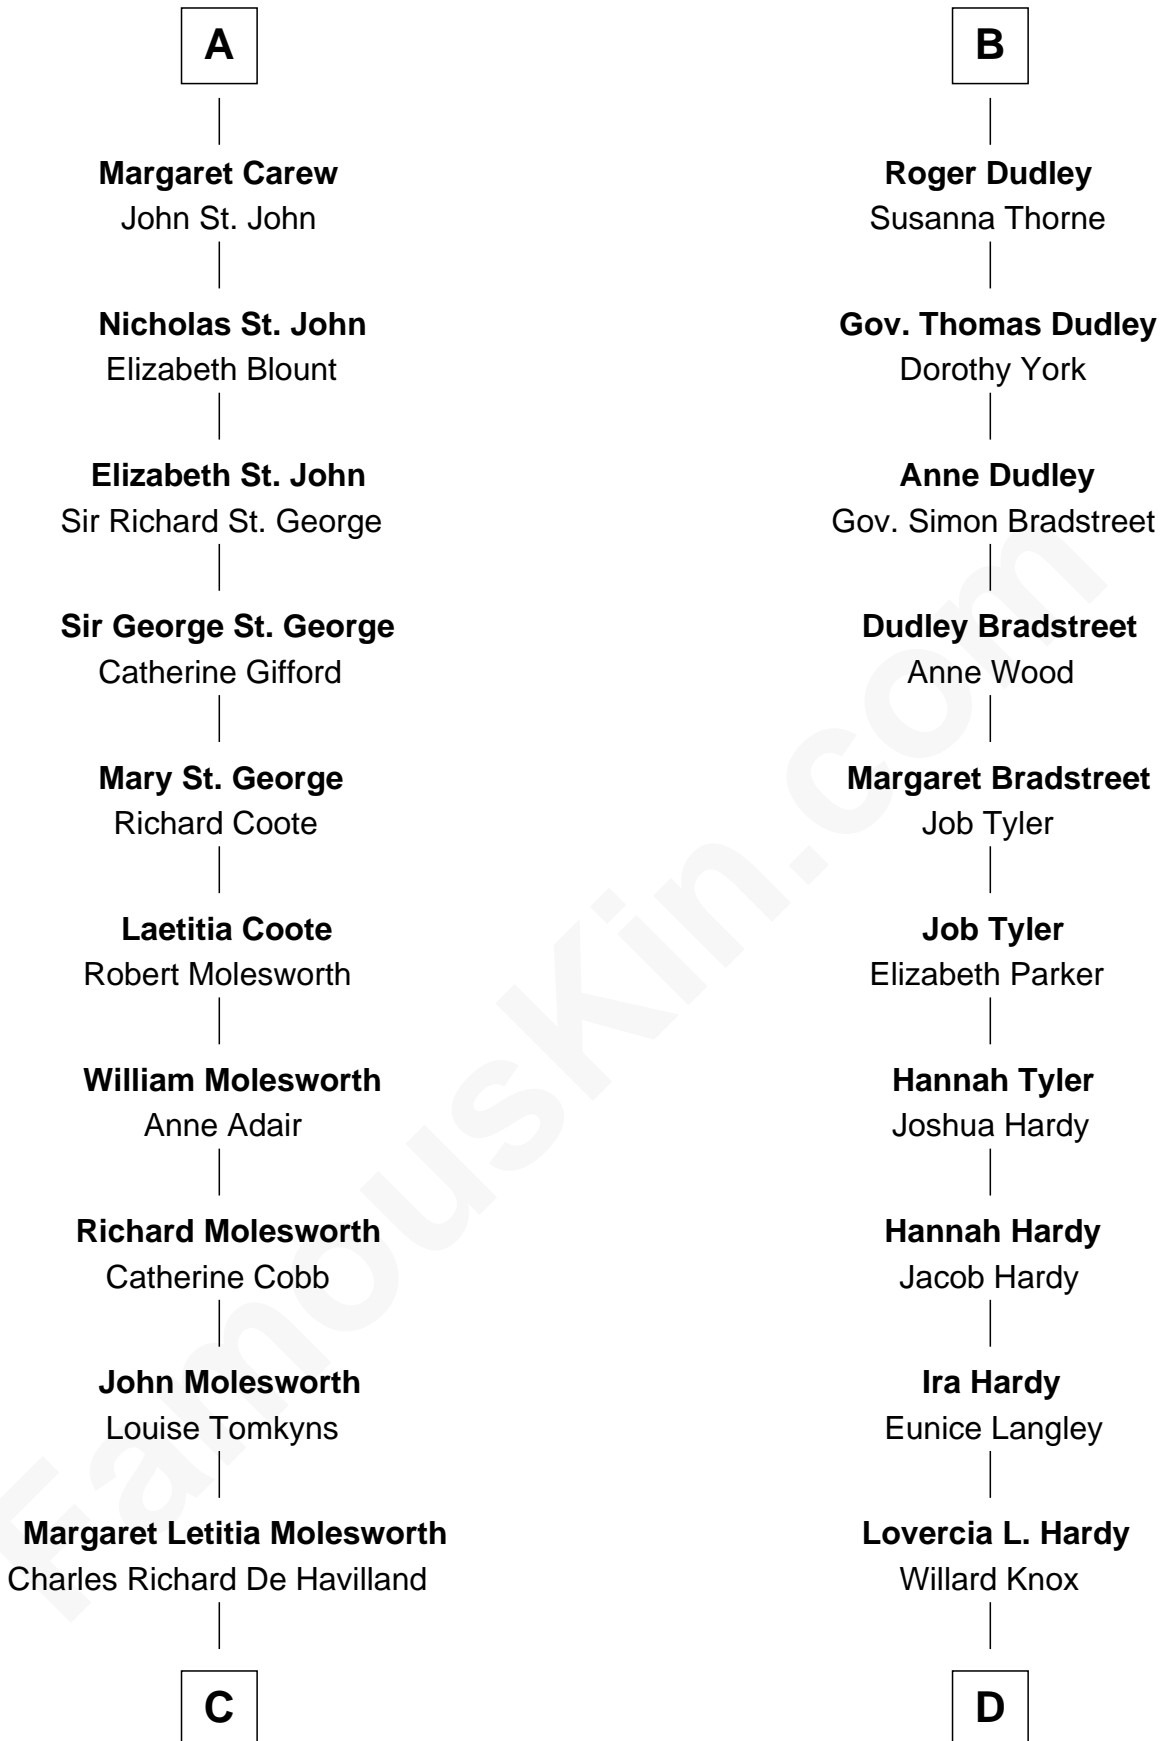 A
Margaret Carew
John St. John
Nicholas St. John
Elizabeth Blount
Elizabeth St. John
Sir Richard St. George
Sir George St. George
Catherine Gifford
Mary St. George
Richard Coote
Laetitia Coote
Robert Molesworth
William Molesworth
Anne Adair
Richard Molesworth
Catherine Cobb
John Molesworth
Louise Tomkyns
Margaret Letitia Molesworth
Charles Richard De Havilland
C
B
Roger Dudley
Susanna Thorne
Gov. Thomas Dudley
Dorothy York
Anne Dudley
Gov. Simon Bradstreet
Dudley Bradstreet
Anne Wood
Margaret Bradstreet
Job Tyler
Job Tyler
Elizabeth Parker
Hannah Tyler
Joshua Hardy
Hannah Hardy
Jacob Hardy
Ira Hardy
Eunice Langley
Lovercia L. Hardy
Willard Knox
D
FamousKin.com